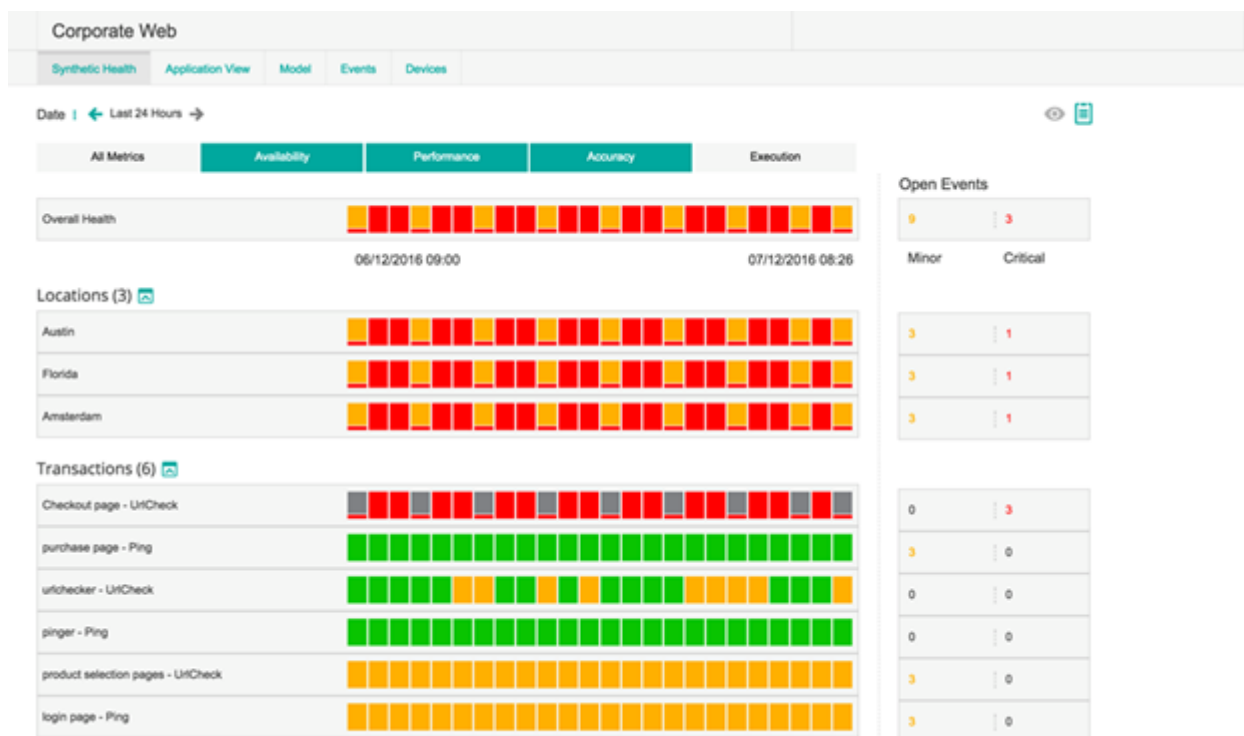 Corporate Web
Synthetic Health Application View Model Events Devices
Date : Last 24 Hours
All Metrics Availability Performance Accuracy Execution
Open Events
Overall Health 9 3
06/12/2016 09:00 07/12/2016 08:26 Minor Critical
Locations (3)
Austin 3 1
Florida 3 1
Amsterdam 3 1
Transactions (6)
Checkout page - UrlCheck 0 3
purchase page - Ping 3 0
urlchecker - UrlCheck 0 0
pinger - Ping 0 0
product selection pages - UrlCheck 3 0
login page - Ping 3 0